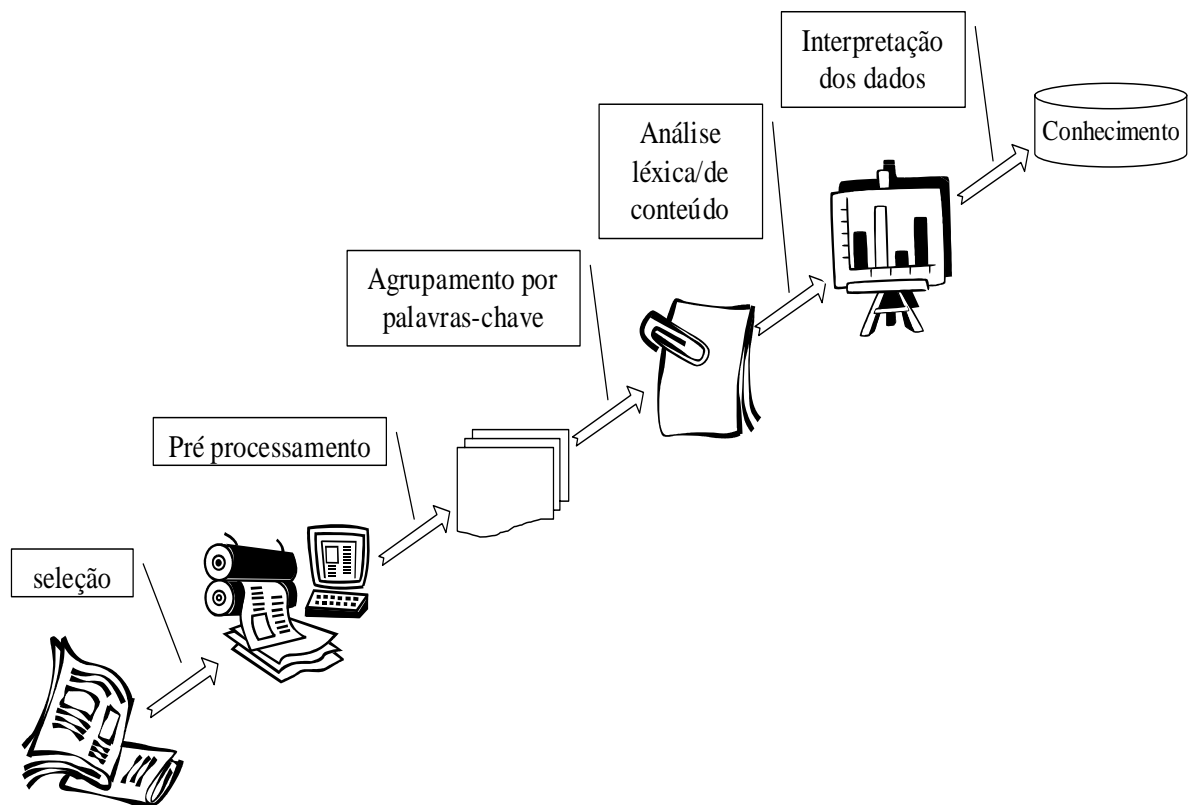 Interpretação
dos dados
Conhecimento
Análise
léxica/de
conteúdo
Agrupamento por
palavras-chave
Pré processamento
seleção